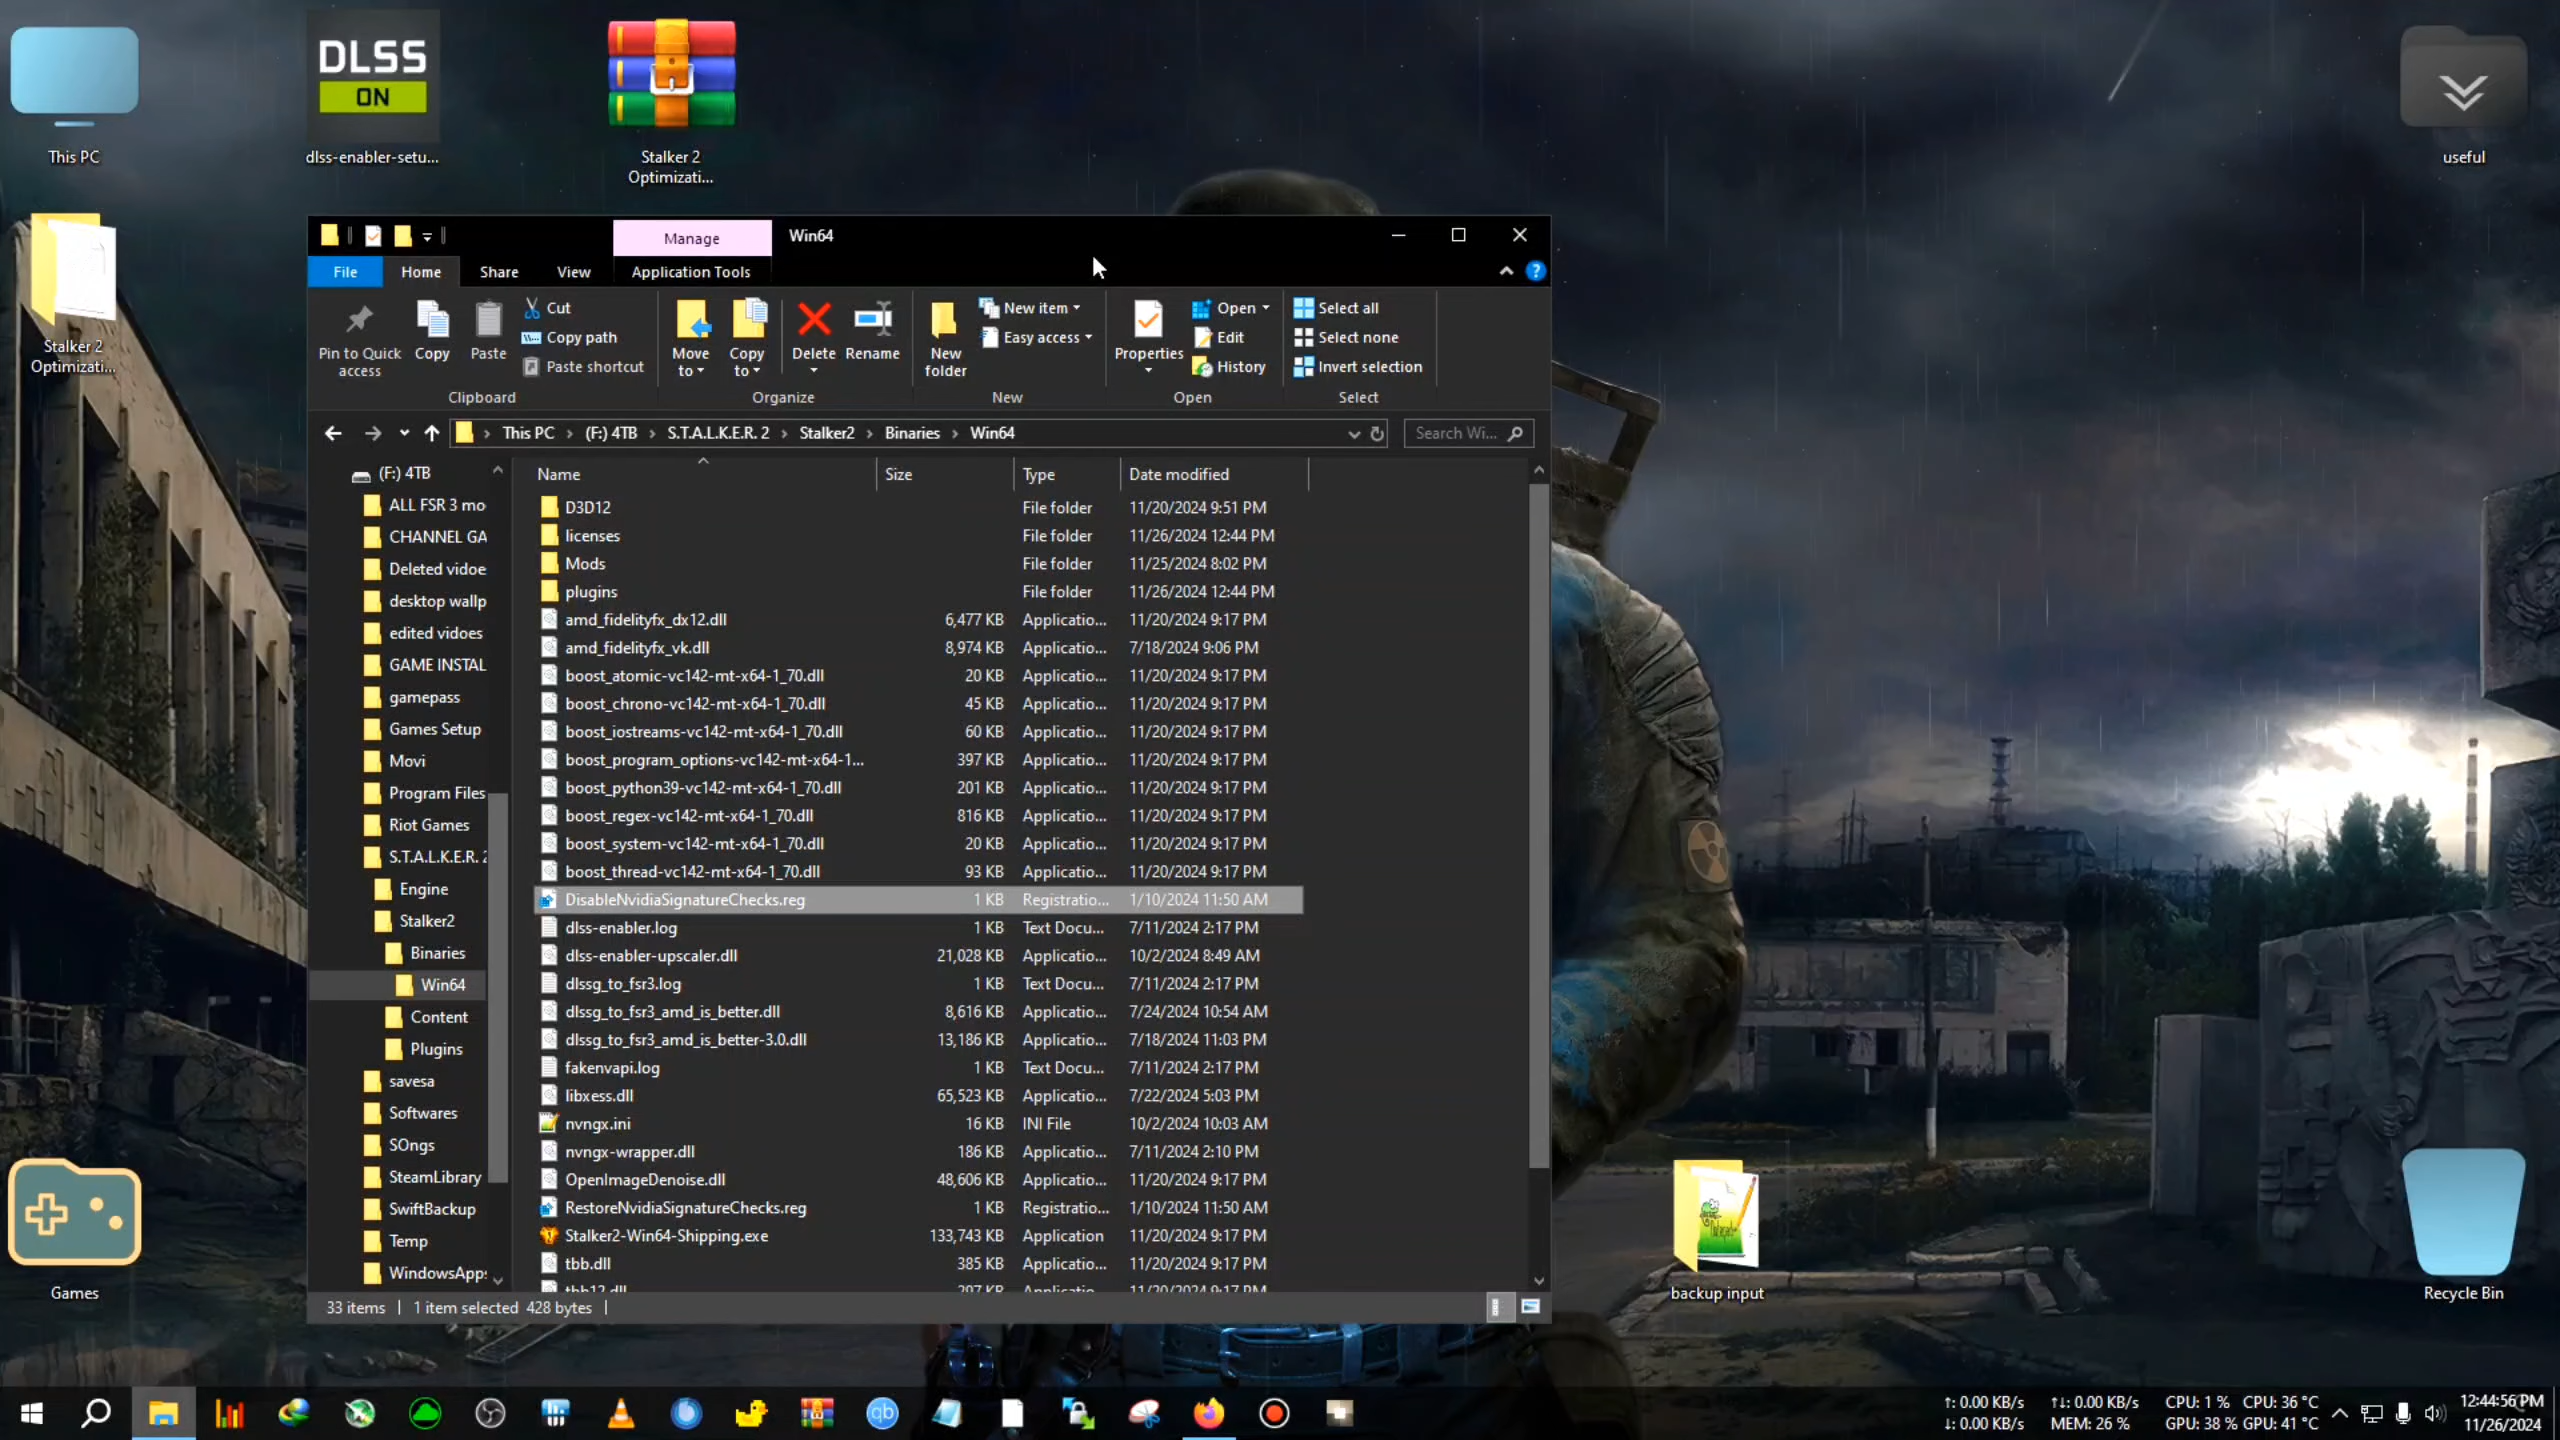 DLSS
ON
This PC
dlss-enabler-setu...
Stalker 2
Optimizati...
useful
Stalker 2
Optimizati...
Manage
Win64
File
Home
Share
View
Application Tools
Pin to Quick
access
Copy
Paste
Cut
Copy path
Paste shortcut
Clipboard
Move
to
Copy
to
Delete
Rename
Organize
New
folder
New item
Easy access
New
Properties
Open
Edit
History
Open
Select all
Select none
Invert selection
Select
This PC
(F:) 4TB
S.T.A.L.K.E.R. 2
Stalker2
Binaries
Win64
Search Wi...
(F:) 4TB
ALL FSR 3 mo
CHANNEL GA
Deleted vidoe
desktop wallp
edited vidoes
GAME INSTAL
gamepass
Games Setup
Movi
Program Files
Riot Games
S.T.A.L.K.E.R. 2
Engine
Stalker2
Binaries
Win64
Content
Plugins
savesa
Softwares
SOngs
SteamLibrary
SwiftBackup
Temp
WindowsApps
Name Size Type Date modified
D3D12 File folder 11/20/2024 9:51 PM
licenses File folder 11/26/2024 12:44 PM
Mods File folder 11/25/2024 8:02 PM
plugins File folder 11/26/2024 12:44 PM
amd_fidelityfx_dx12.dll 6,477 KB Applicatio... 11/20/2024 9:17 PM
amd_fidelityfx_vk.dll 8,974 KB Applicatio... 7/18/2024 9:06 PM
boost_atomic-vc142-mt-x64-1_70.dll 20 KB Applicatio... 11/20/2024 9:17 PM
boost_chrono-vc142-mt-x64-1_70.dll 45 KB Applicatio... 11/20/2024 9:17 PM
boost_iostreams-vc142-mt-x64-1_70.dll 60 KB Applicatio... 11/20/2024 9:17 PM
boost_program_options-vc142-mt-x64-1... 397 KB Applicatio... 11/20/2024 9:17 PM
boost_python39-vc142-mt-x64-1_70.dll 201 KB Applicatio... 11/20/2024 9:17 PM
boost_regex-vc142-mt-x64-1_70.dll 816 KB Applicatio... 11/20/2024 9:17 PM
boost_system-vc142-mt-x64-1_70.dll 20 KB Applicatio... 11/20/2024 9:17 PM
boost_thread-vc142-mt-x64-1_70.dll 93 KB Applicatio... 11/20/2024 9:17 PM
DisableNvidiaSignatureChecks.reg 1 KB Registratio... 1/10/2024 11:50 AM
dlss-enabler.log 1 KB Text Docu... 7/11/2024 2:17 PM
dlss-enabler-upscaler.dll 21,028 KB Applicatio... 10/2/2024 8:49 AM
dlssg_to_fsr3.log 1 KB Text Docu... 7/11/2024 2:17 PM
dlssg_to_fsr3_amd_is_better.dll 8,616 KB Applicatio... 7/24/2024 10:54 AM
dlssg_to_fsr3_amd_is_better-3.0.dll 13,186 KB Applicatio... 7/18/2024 11:03 PM
fakenvapi.log 1 KB Text Docu... 7/11/2024 2:17 PM
libxess.dll 65,523 KB Applicatio... 7/22/2024 5:03 PM
nvngx.ini 16 KB INI File 10/2/2024 10:03 AM
nvngx-wrapper.dll 186 KB Applicatio... 7/11/2024 2:10 PM
OpenImageDenoise.dll 48,606 KB Applicatio... 11/20/2024 9:17 PM
RestoreNvidiaSignatureChecks.reg 1 KB Registratio... 1/10/2024 11:50 AM
Stalker2-Win64-Shipping.exe 133,743 KB Application 11/20/2024 9:17 PM
tbb.dll 385 KB Applicatio... 11/20/2024 9:17 PM
tbb12.dll 297 KB Applicatio... 11/20/2024 9:17 PM
33 items
1 item selected 428 bytes
Games
backup input
Recycle Bin
↑: 0.00 KB/s
↓: 0.00 KB/s
↑↓: 0.00 KB/s
MEM: 26 %
CPU: 1 % CPU: 36 °C
GPU: 38 % GPU: 41 °C
12:44:56 PM
11/26/2024